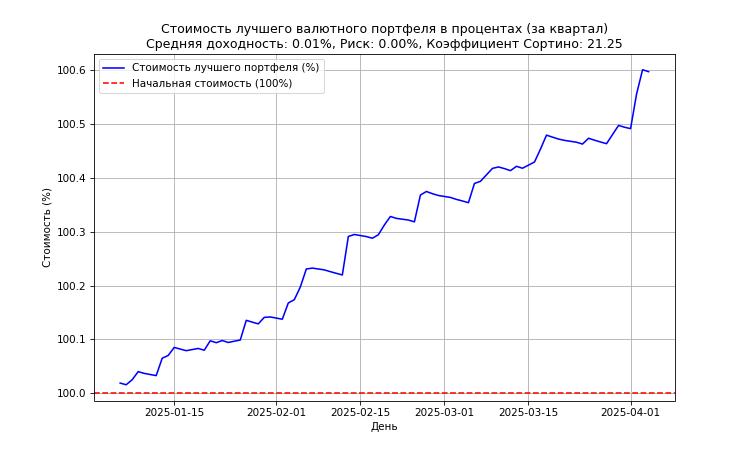 Стоимость лучшего валютного портфеля в процентах (за квартал)
Средняя доходность: 0.01%, Риск: 0.00%, Коэффициент Сортино: 21.25
Стоимость лучшего портфеля (%)
Начальная стоимость (100%)
Стоимость (%)
100.6
100.5
100.4
100.3
100.2
100.1
100.0
2025-01-15
2025-02-01
2025-02-15
2025-03-01
2025-03-15
2025-04-01
День